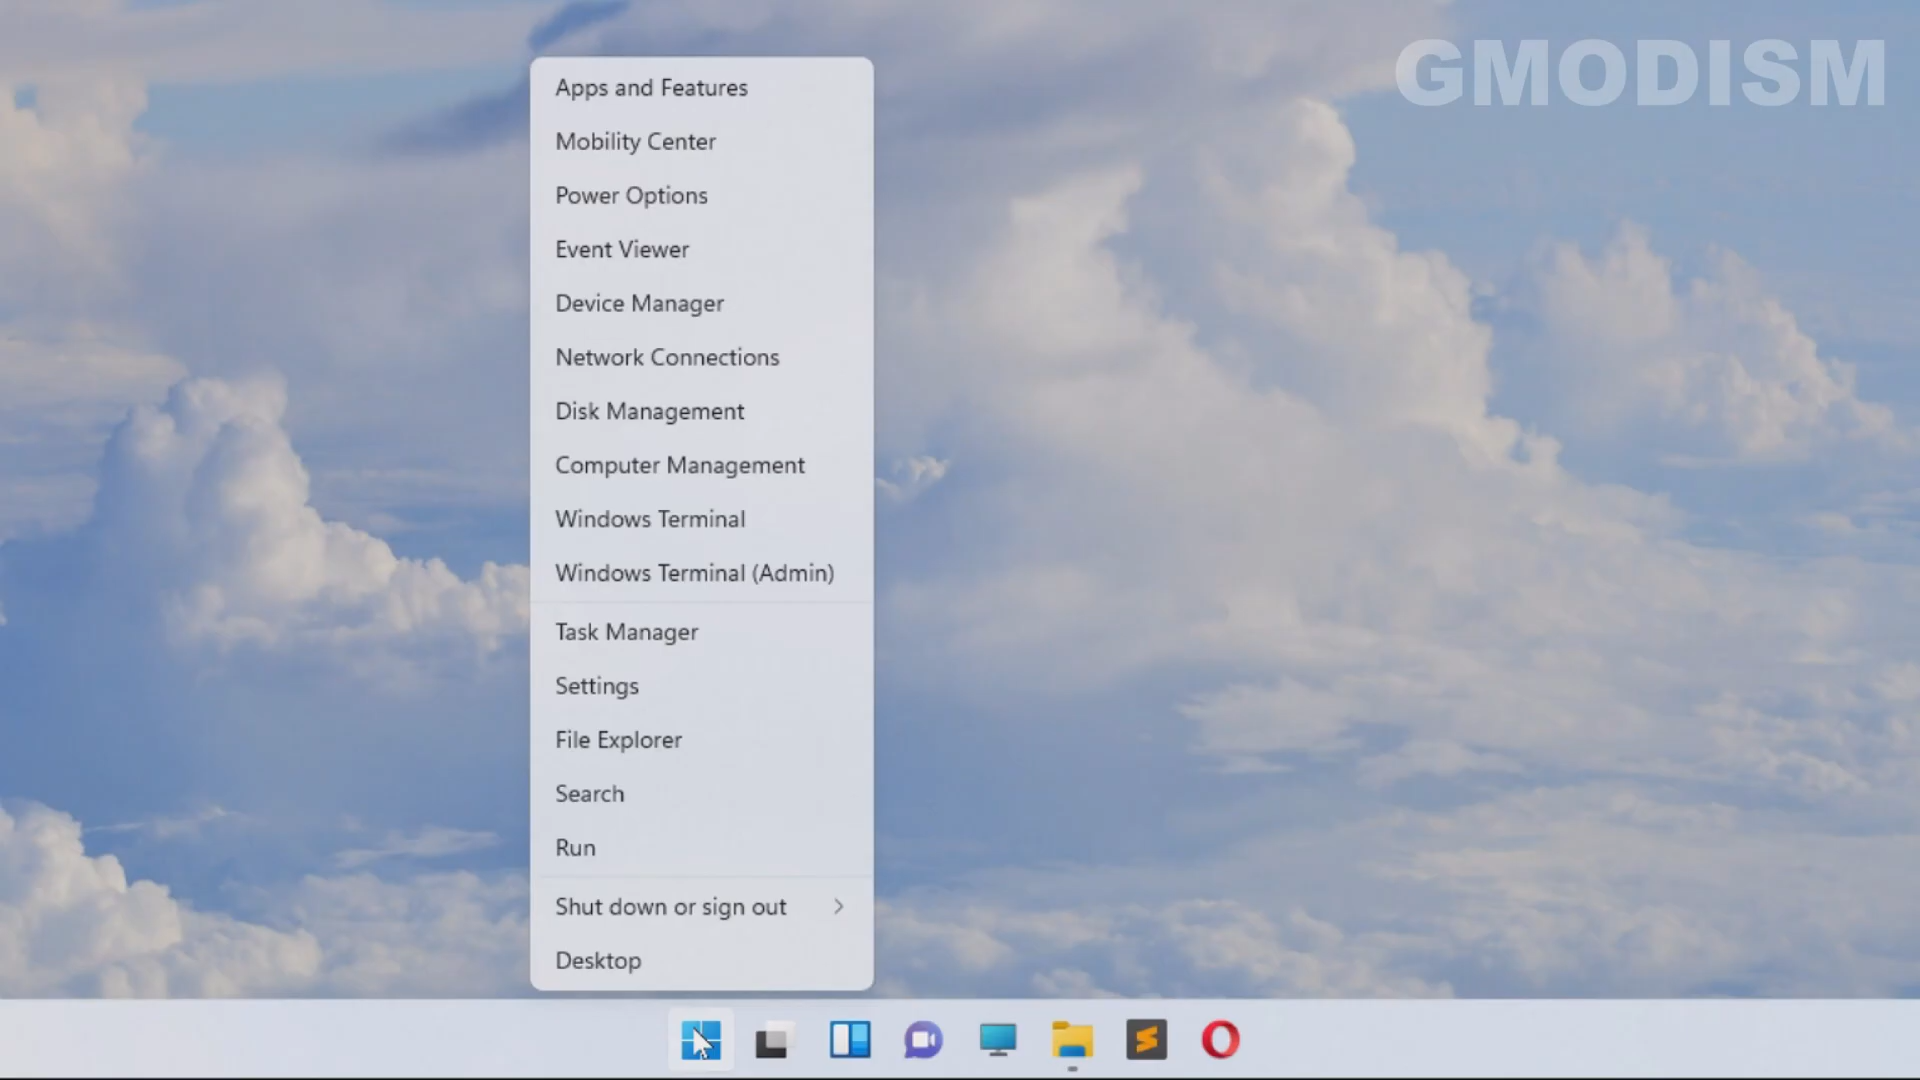 GMODISM
Apps and Features
Mobility Center
Power Options
Event Viewer
Device Manager
Network Connections
Disk Management
Computer Management
Windows Terminal
Windows Terminal (Admin)
Task Manager
Settings
File Explorer
Search
Run
Shut down or sign out
Desktop